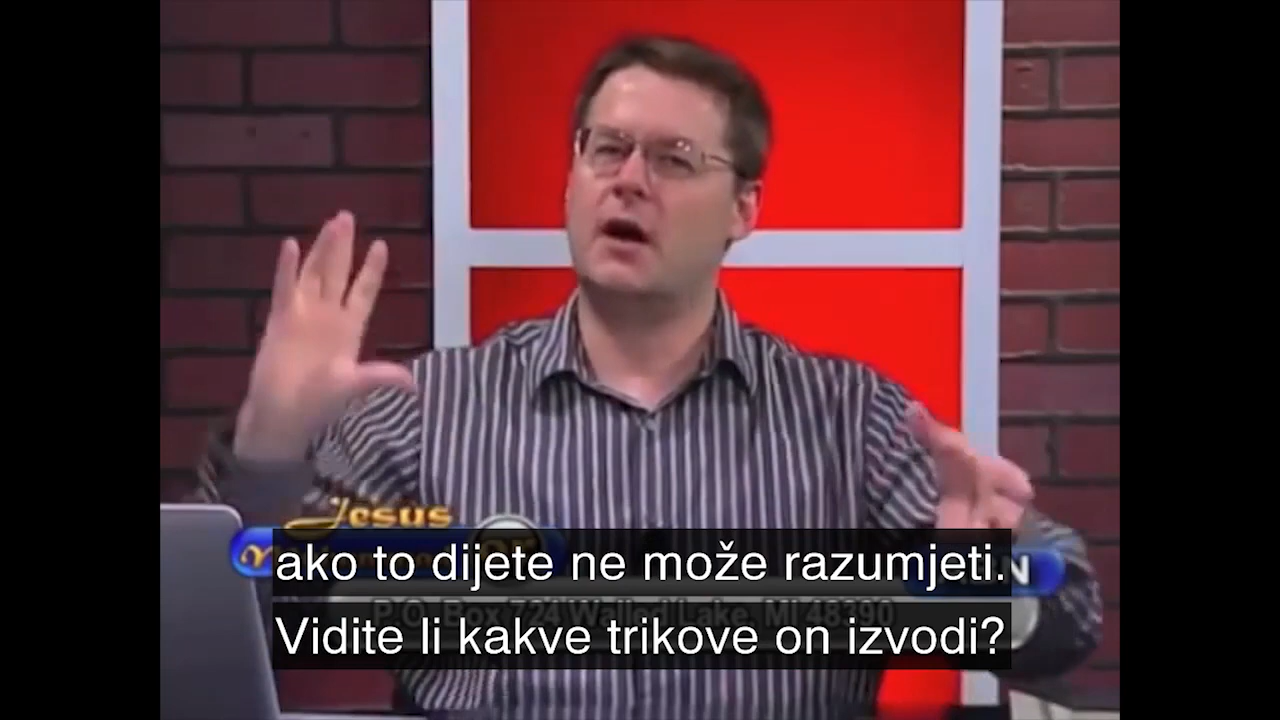 Jesus
ako to dijete ne može razumjeti.
P.O. Box 724 Walled Lake, MI 48390
Vidite li kakve trikove on izvodi?